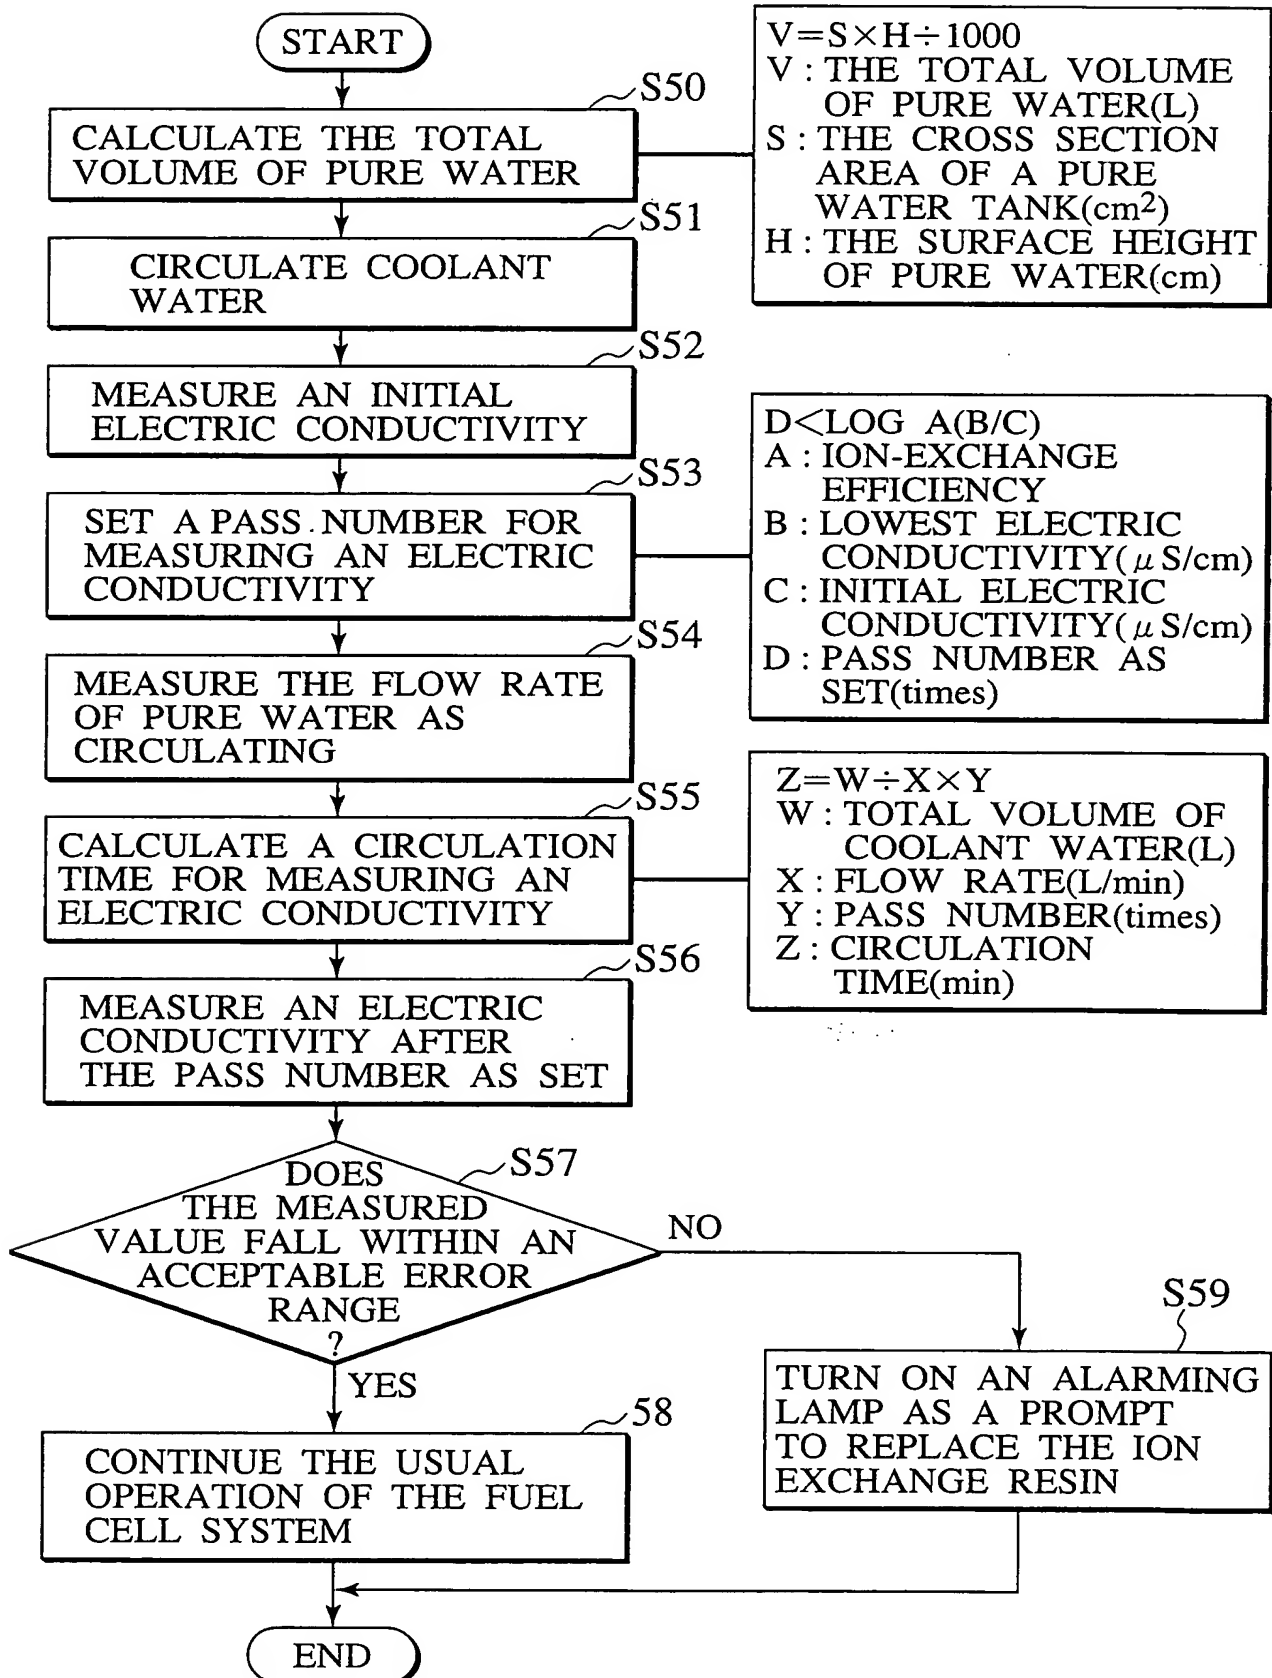 START
S50
CALCULATE THE TOTAL
VOLUME OF PURE WATER
V=S×H÷1000
V : THE TOTAL VOLUME
OF PURE WATER(L)
S : THE CROSS SECTION
AREA OF A PURE
WATER TANK(cm²)
H : THE SURFACE HEIGHT
OF PURE WATER(cm)
S51
CIRCULATE COOLANT
WATER
S52
MEASURE AN INITIAL
ELECTRIC CONDUCTIVITY
S53
SET A PASS NUMBER FOR
MEASURING AN ELECTRIC
CONDUCTIVITY
D<LOG A(B/C)
A : ION-EXCHANGE
EFFICIENCY
B : LOWEST ELECTRIC
CONDUCTIVITY(μS/cm)
C : INITIAL ELECTRIC
CONDUCTIVITY(μS/cm)
D : PASS NUMBER AS
SET(times)
S54
MEASURE THE FLOW RATE
OF PURE WATER AS
CIRCULATING
S55
CALCULATE A CIRCULATION
TIME FOR MEASURING AN
ELECTRIC CONDUCTIVITY
Z=W÷X×Y
W : TOTAL VOLUME OF
COOLANT WATER(L)
X : FLOW RATE(L/min)
Y : PASS NUMBER(times)
Z : CIRCULATION
TIME(min)
S56
MEASURE AN ELECTRIC
CONDUCTIVITY AFTER
THE PASS NUMBER AS SET
S57
DOES
THE MEASURED
VALUE FALL WITHIN AN
ACCEPTABLE ERROR
RANGE
?
NO
YES
S59
TURN ON AN ALARMING
LAMP AS A PROMPT
TO REPLACE THE ION
EXCHANGE RESIN
58
CONTINUE THE USUAL
OPERATION OF THE FUEL
CELL SYSTEM
END